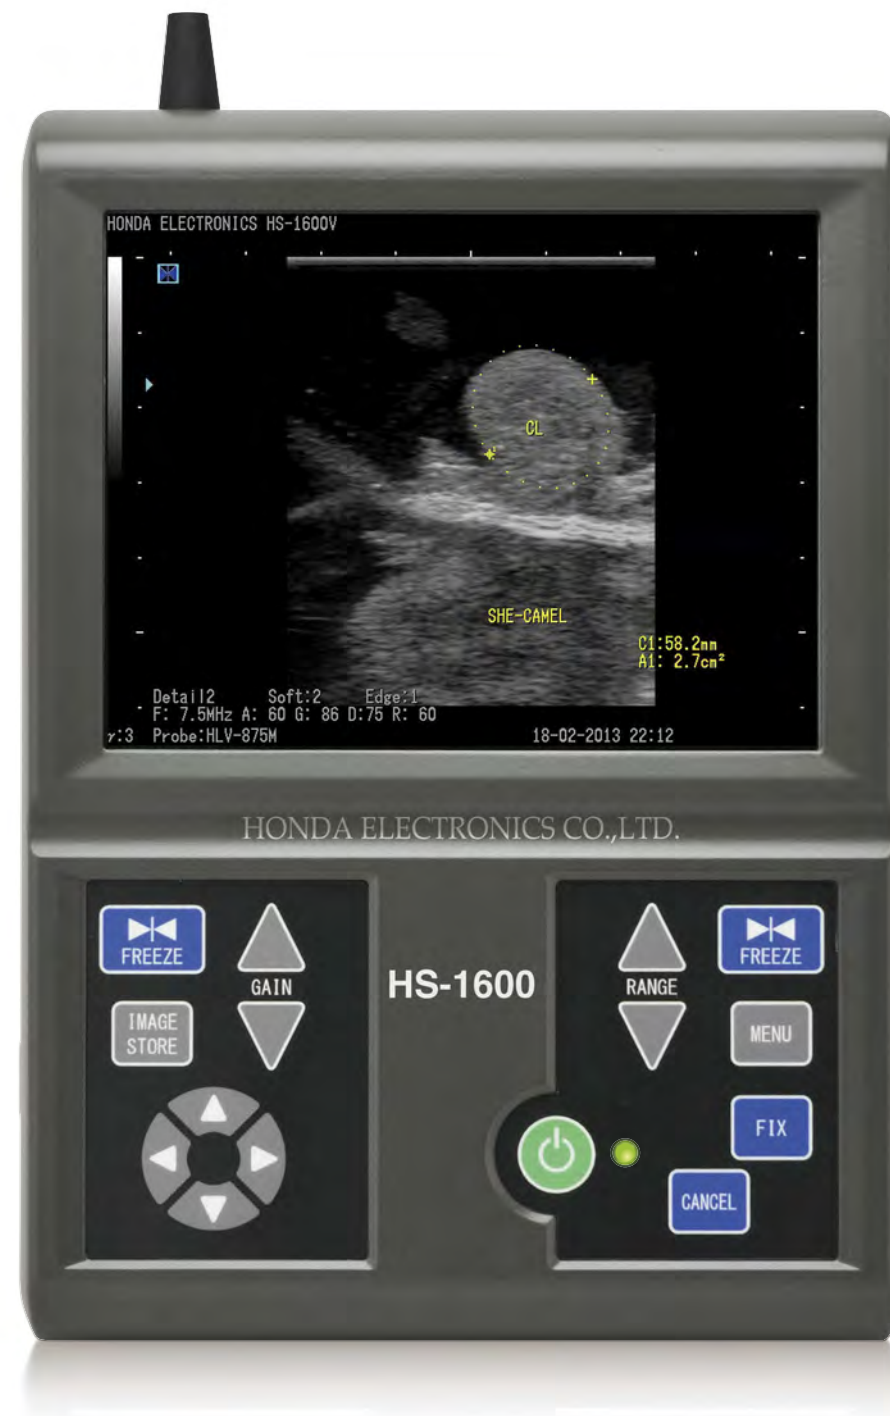 HONDA ELECTRONICS HS-1600V
CL
SHE-CAMEL
C1:58.2mm
A1: 2.7cm²
Detail2 Soft:2 Edge:1
F: 7.5MHz A: 60 G: 86 D:75 R: 60
r:3 Probe:HLV-875M 18-02-2013 22:12
HONDA ELECTRONICS CO.,LTD.
FREEZE
GAIN
HS-1600
RANGE
FREEZE
IMAGE
STORE
MENU
FIX
CANCEL